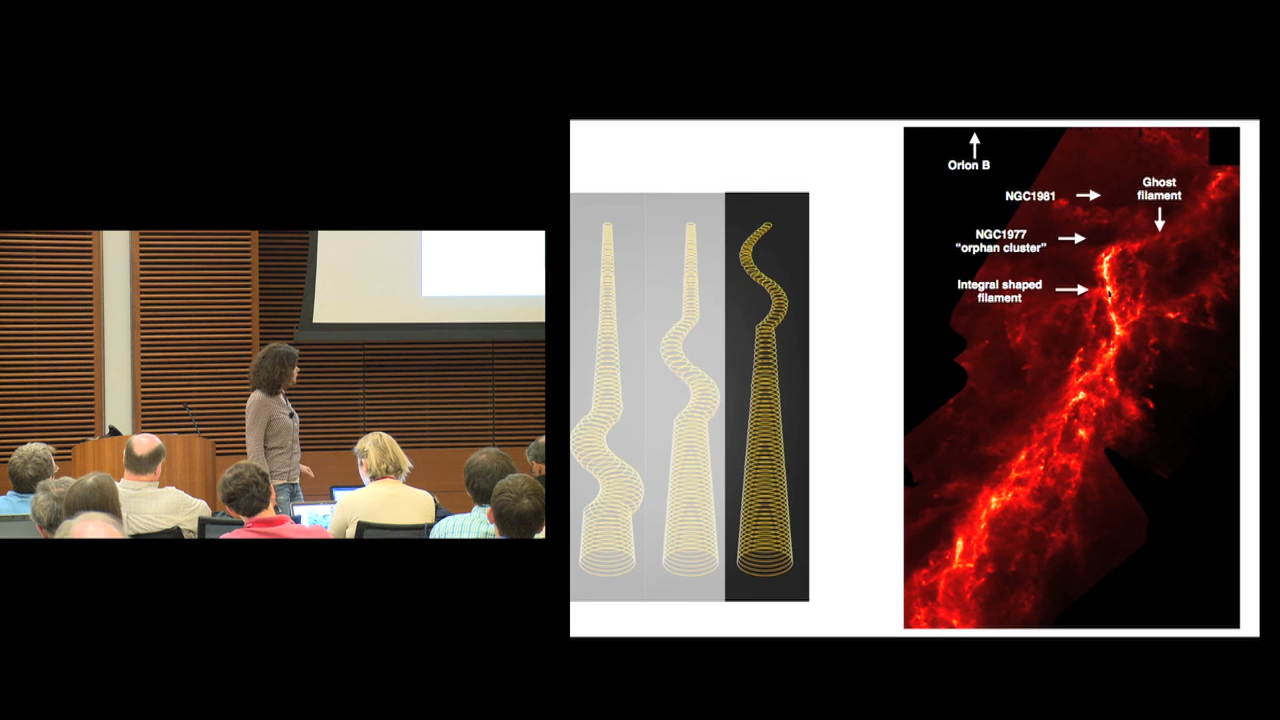 Orion B
NGC1981
Ghost
filament
NGC1977
“orphan cluster”
Integral shaped
filament